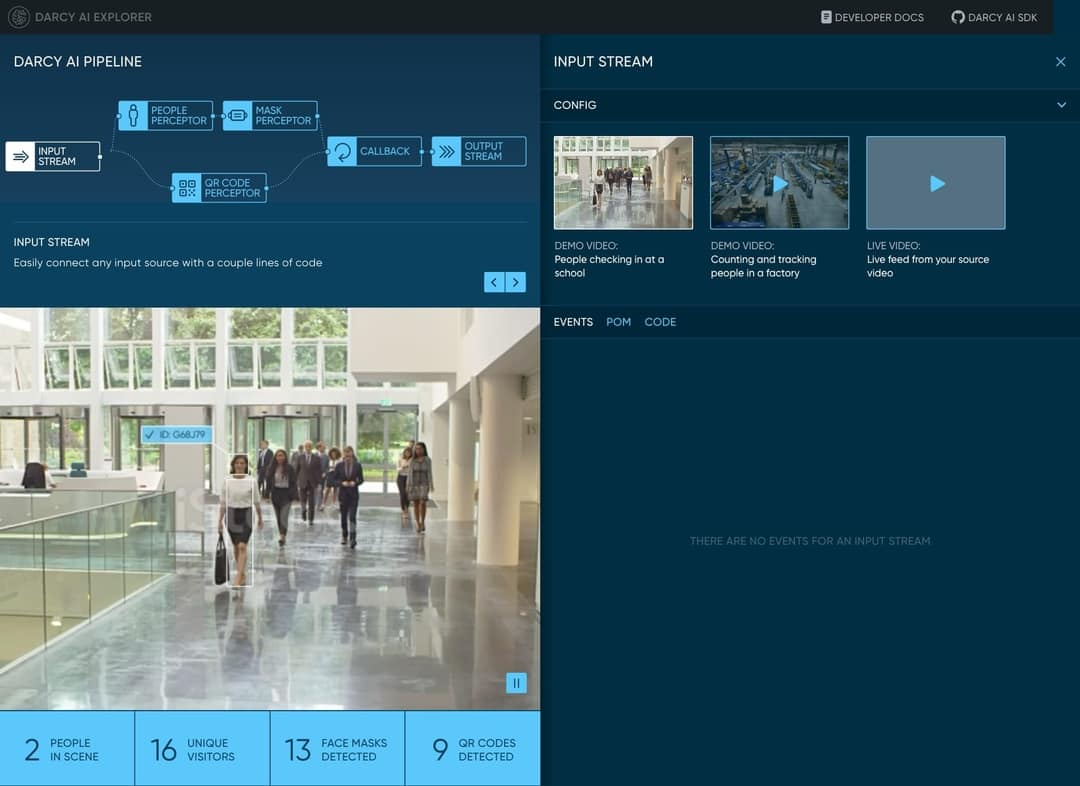 DARCY AI EXPLORER
DEVELOPER DOCS
DARCY AI SDK
DARCY AI PIPELINE
PEOPLE
PERCEPTOR
MASK
PERCEPTOR
INPUT
STREAM
CALLBACK
OUTPUT
STREAM
QR CODE
PERCEPTOR
INPUT STREAM
Easily connect any input source with a couple lines of code
ID: G68J79
2
PEOPLE
IN SCENE
16
UNIQUE
VISITORS
13
FACE MASKS
DETECTED
9
QR CODES
DETECTED
INPUT STREAM
CONFIG
DEMO VIDEO:
People checking in at a
school
DEMO VIDEO:
Counting and tracking
people in a factory
LIVE VIDEO:
Live feed from your source
video
EVENTS
POM
CODE
THERE ARE NO EVENTS FOR AN INPUT STREAM